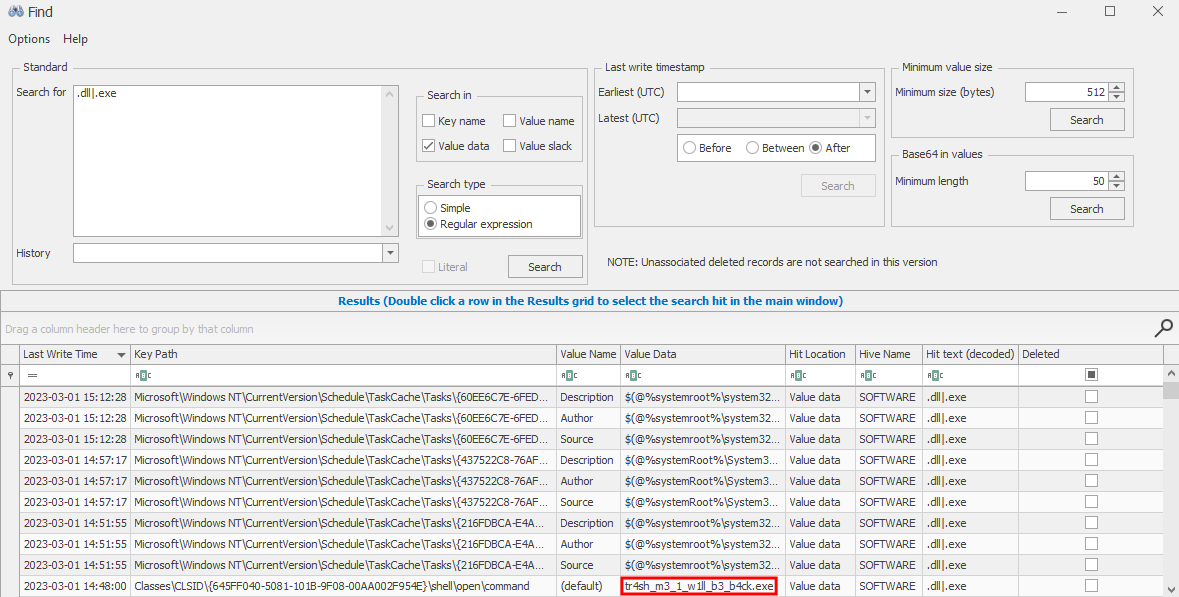 Find
Options Help
Standard
Search for .dll|.exe
Search in
Key name Value name
Value data Value slack
Search type
Simple
Regular expression
History
Literal Search
Last write timestamp
Earliest (UTC)
Latest (UTC)
Before Between After
Search
Minimum value size
Minimum size (bytes) 512
Search
Base64 in values
Minimum length 50
Search
NOTE: Unassociated deleted records are not searched in this version
Results (Double click a row in the Results grid to select the search hit in the main window)
Drag a column header here to group by that column
Last Write Time Key Path Value Name Value Data Hit Location Hive Name Hit text (decoded) Deleted
= ABC ABC ABC ABC ABC ABC
2023-03-01 15:12:28 Microsoft\Windows NT\CurrentVersion\Schedule\TaskCache\Tasks\{60EE6C7E-6FED... Description $(@%systemroot%\system32... Value data SOFTWARE .dll|.exe
2023-03-01 15:12:28 Microsoft\Windows NT\CurrentVersion\Schedule\TaskCache\Tasks\{60EE6C7E-6FED... Author $(@%systemroot%\system32... Value data SOFTWARE .dll|.exe
2023-03-01 15:12:28 Microsoft\Windows NT\CurrentVersion\Schedule\TaskCache\Tasks\{60EE6C7E-6FED... Source $(@%systemroot%\system32... Value data SOFTWARE .dll|.exe
2023-03-01 14:57:17 Microsoft\Windows NT\CurrentVersion\Schedule\TaskCache\Tasks\{437522C8-76AF... Description $(@%systemRoot%\System3... Value data SOFTWARE .dll|.exe
2023-03-01 14:57:17 Microsoft\Windows NT\CurrentVersion\Schedule\TaskCache\Tasks\{437522C8-76AF... Author $(@%systemRoot%\System3... Value data SOFTWARE .dll|.exe
2023-03-01 14:57:17 Microsoft\Windows NT\CurrentVersion\Schedule\TaskCache\Tasks\{437522C8-76AF... Source $(@%systemRoot%\System3... Value data SOFTWARE .dll|.exe
2023-03-01 14:51:55 Microsoft\Windows NT\CurrentVersion\Schedule\TaskCache\Tasks\{216FDBCA-E4A... Description $(@%systemroot%\system32... Value data SOFTWARE .dll|.exe
2023-03-01 14:51:55 Microsoft\Windows NT\CurrentVersion\Schedule\TaskCache\Tasks\{216FDBCA-E4A... Author $(@%systemroot%\system32... Value data SOFTWARE .dll|.exe
2023-03-01 14:51:55 Microsoft\Windows NT\CurrentVersion\Schedule\TaskCache\Tasks\{216FDBCA-E4A... Source $(@%systemroot%\system32... Value data SOFTWARE .dll|.exe
2023-03-01 14:48:00 Classes\CLSID\{645FF040-5081-101B-9F08-00AA002F954E}\shell\open\command (default) tr4sh_m3_1_w1ll_b3_b4ck.exe Value data SOFTWARE .dll|.exe